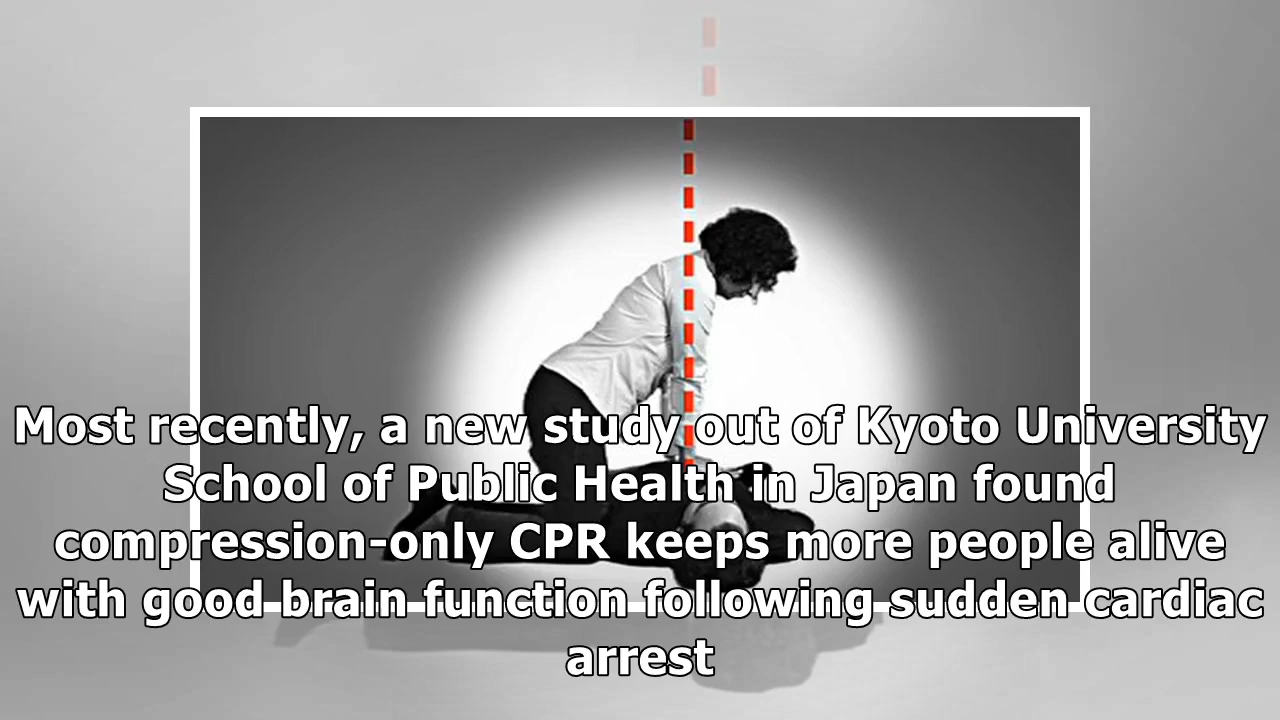 Most recently, a new study out of Kyoto University
School of Public Health in Japan found
compression-only CPR keeps more people alive
with good brain function following sudden cardiac
arrest